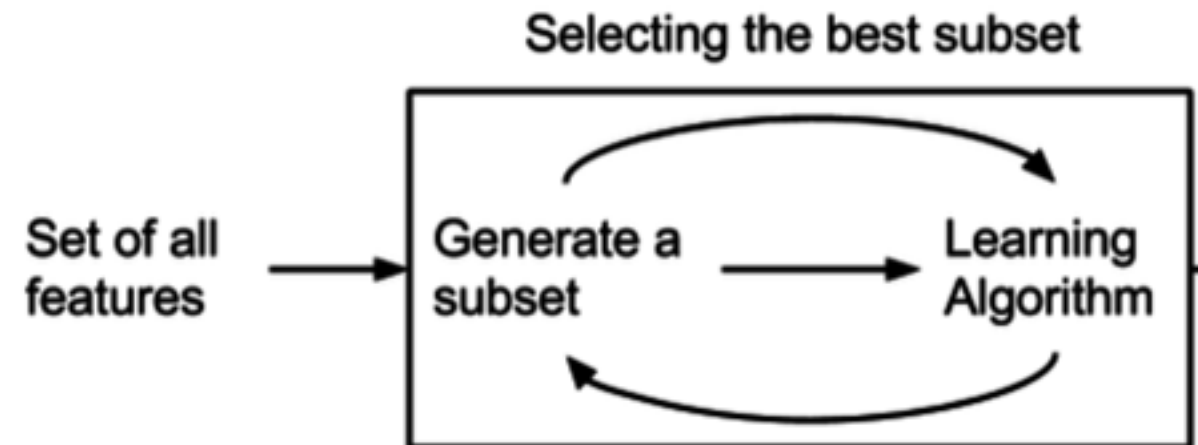 Selecting the best subset
Set of all
features
Generate a
subset
Learning
Algorithm